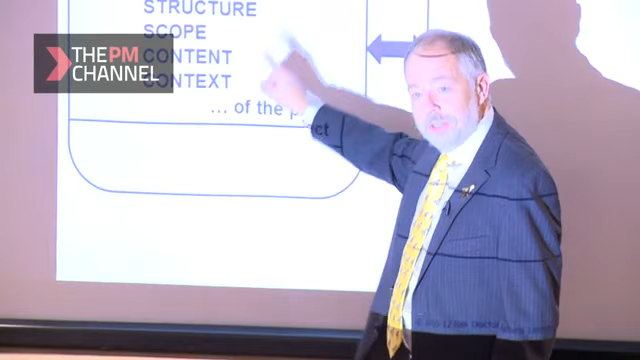 STRUCTURE
SCOPE
CONTENT
CONTEXT
... of the project
THE PM
CHANNEL